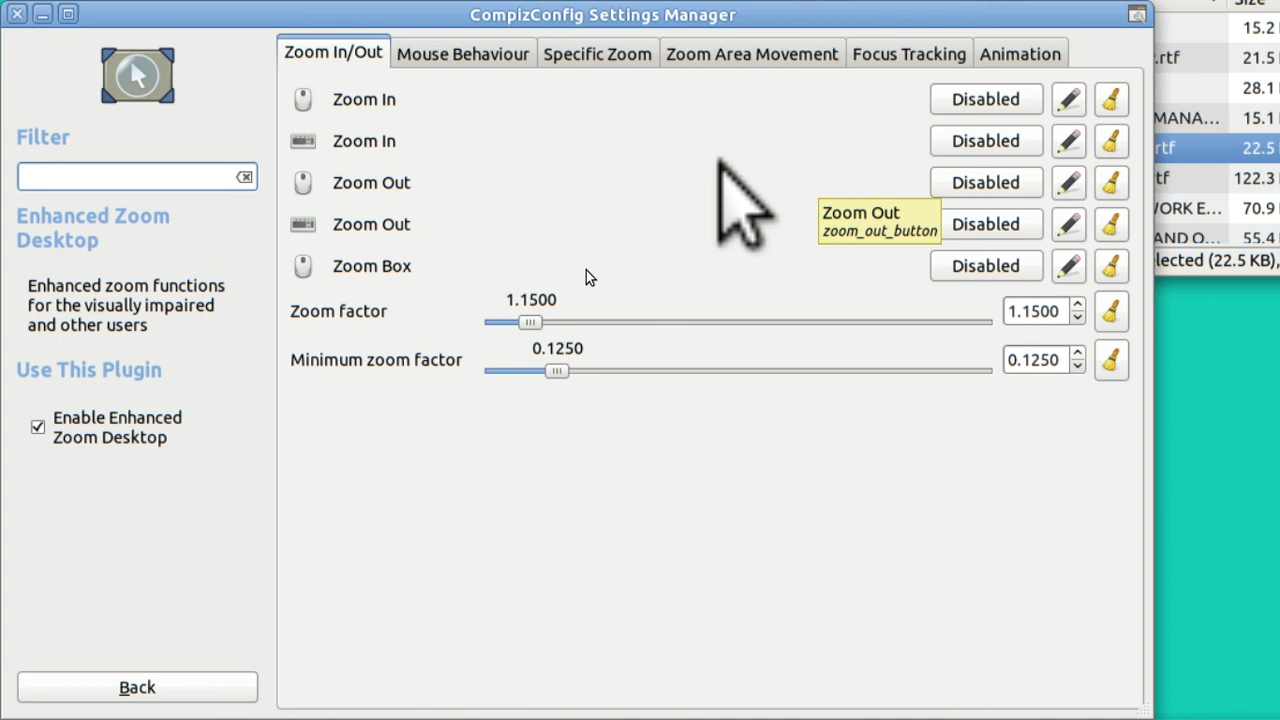 CompizConfig Settings Manager
Filter
Enhanced Zoom
Desktop
Enhanced zoom functions
for the visually impaired
and other users
Use This Plugin
Enable Enhanced
Zoom Desktop
Back
Zoom In/Out
Mouse Behaviour
Specific Zoom
Zoom Area Movement
Focus Tracking
Animation
Zoom In
Disabled
Zoom In
Disabled
Zoom Out
Disabled
Zoom Out
Disabled
Zoom Out
zoom_out_button
Zoom Box
Disabled
Zoom factor
1.1500
1.1500
Minimum zoom factor
0.1250
0.1250
15.2
.rtf 21.5
28.1
MANA... 15.1
rtf 22.5
tf 122.3
ORK E... 70.9
AND O... 55.4
lected (22.5 KB),